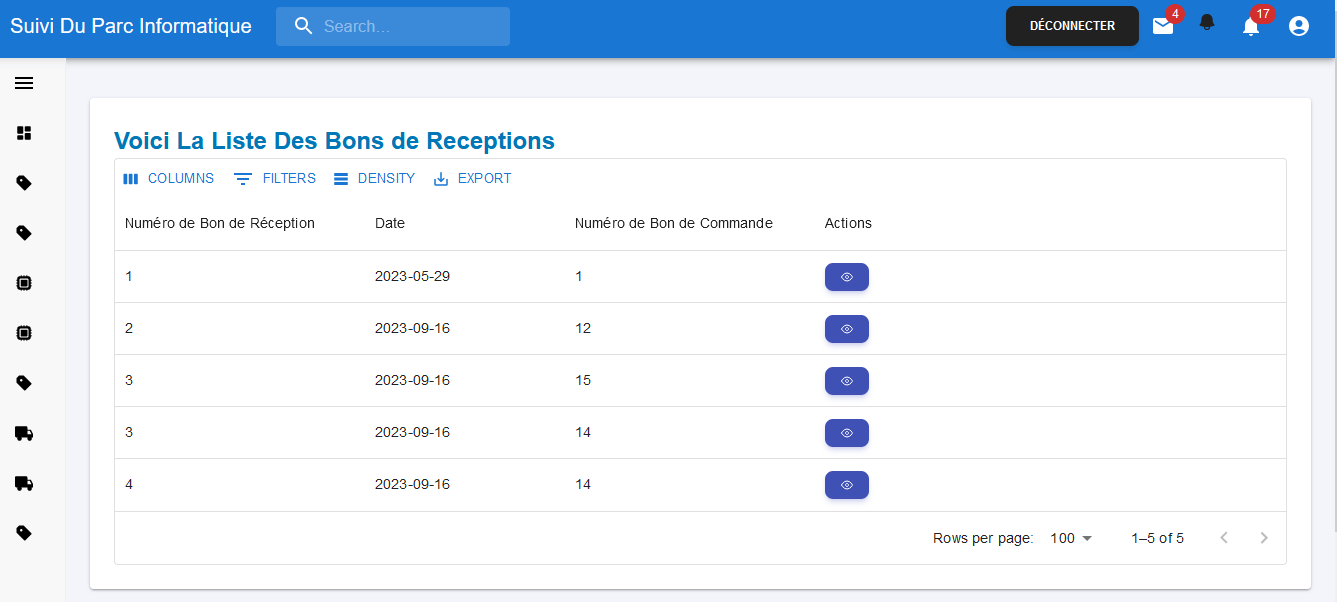 Suivi Du Parc Informatique Search... DÉCONNECTER 4 17
Voici La Liste Des Bons de Receptions
COLUMNS FILTERS DENSITY EXPORT
Numéro de Bon de Réception Date Numéro de Bon de Commande Actions
1 2023-05-29 1
2 2023-09-16 12
3 2023-09-16 15
3 2023-09-16 14
4 2023-09-16 14
Rows per page: 100 1–5 of 5